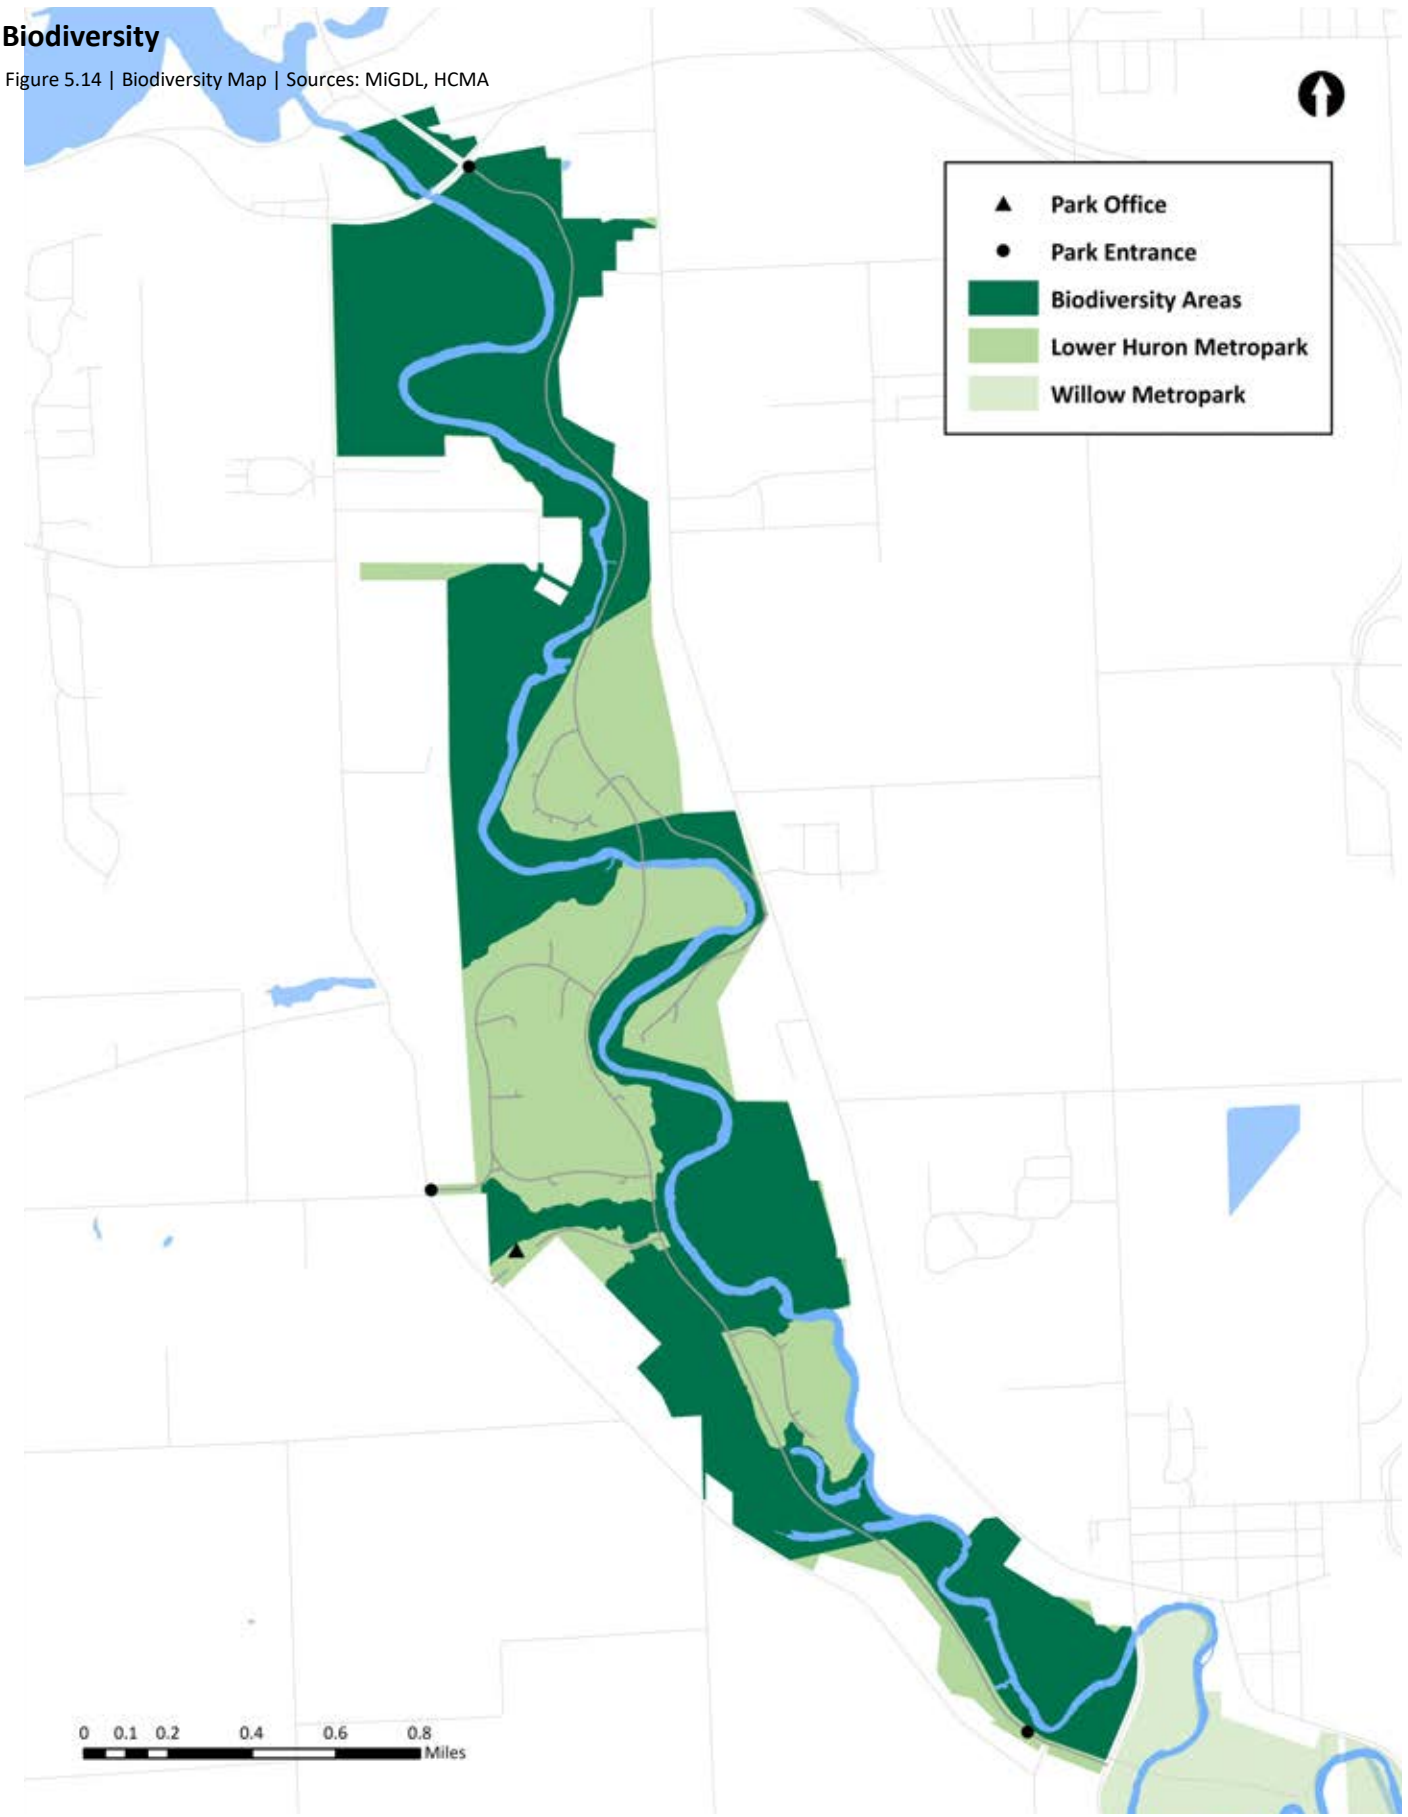 Biodiversity
Figure 5.14 | Biodiversity Map | Sources: MiGDL, HCMA
Park Office
Park Entrance
Biodiversity Areas
Lower Huron Metropark
Willow Metropark
0 0.1 0.2 0.4 0.6 0.8
Miles